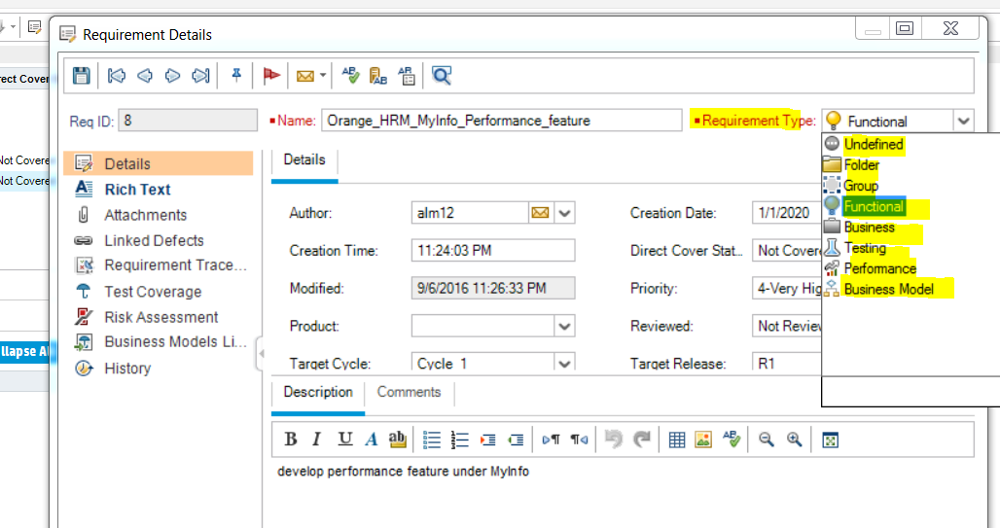 Requirement Details
rect Cover
Req ID: 8
Name: Orange_HRM_MyInfo_Performance_feature
Requirement Type: Functional
Undefined
Folder
Group
Functional
Business
Testing
Performance
Business Model
Not Covere
Not Covere
llapse Al
Details
Rich Text
Attachments
Linked Defects
Requirement Trace...
Test Coverage
Risk Assessment
Business Models Li...
History
Details
Author: alm12
Creation Date: 1/1/2020
Creation Time: 11:24:03 PM
Direct Cover Stat... Not Covere
Modified: 9/6/2016 11:26:33 PM
Priority: 4-Very Hig
Product:
Reviewed: Not Review
Target Cycle: Cycle_1
Target Release: R1
Description Comments
B I U A ab
develop performance feature under MyInfo